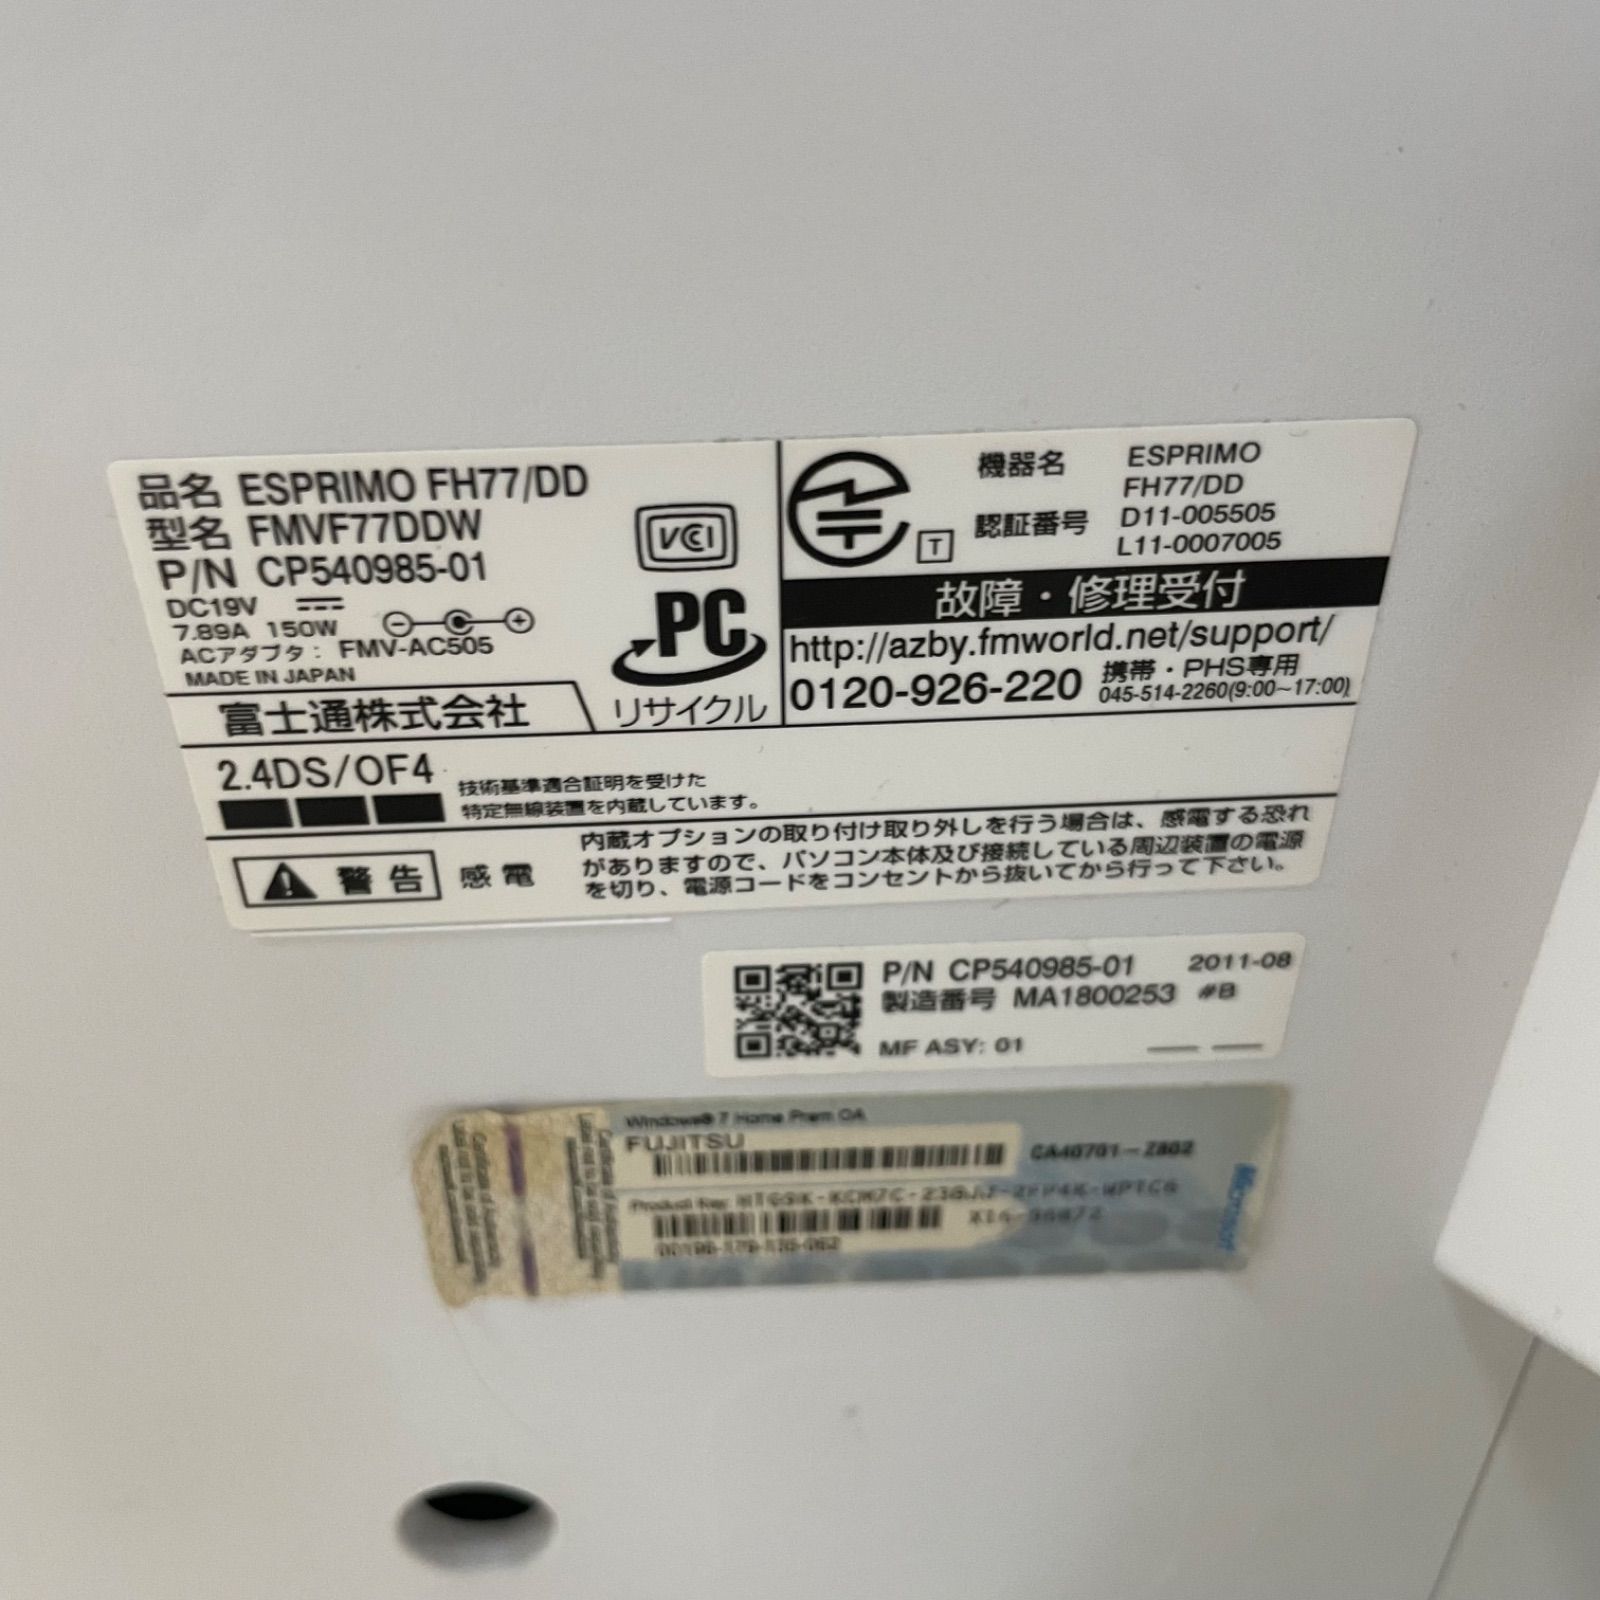 品名 ESPRIMO FH77/DD
型名 FMVF77DDW
P/N CP540985-01
DC19V
7.89A 150W
ACアダプタ： FMV-AC505
MADE IN JAPAN
富士通株式会社
VCCI
PC
リサイクル
T
機器名 ESPRIMO
FH77/DD
認証番号 D11-005505
L11-0007005
故障・修理受付
http://azby.fmworld.net/support/
0120-926-220 携帯・PHS専用
045-514-2260(9:00~17:00)
2.4DS/OF4 技術基準適合証明を受けた
特定無線装置を内蔵しています。
警告 感電
内蔵オプションの取り付け取り外しを行う場合は、感電する恐れ
がありますので、パソコン本体及び接続している周辺装置の電源
を切り、電源コードをコンセントから抜いてから行って下さい。
P/N CP540985-01 2011-08
製造番号 MA1800253 #B
MF ASY: 01
Windows® 7 Home Prem OA
FUJITSU
CA40701-Z802
Product Key:
Microsoft